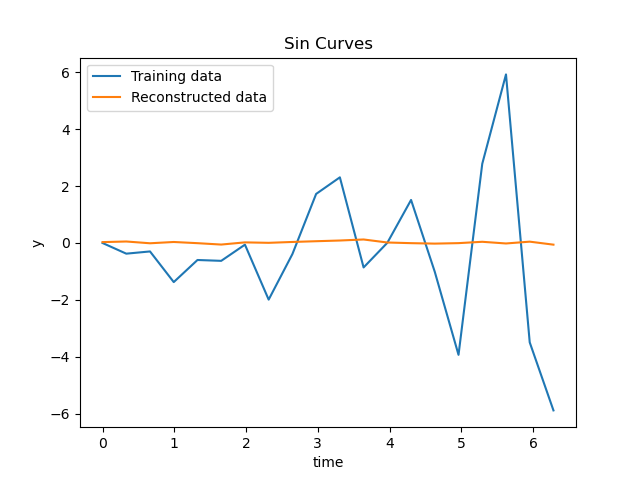 Sin Curves
Training data
Reconstructed data
6
4
2
0
−2
−4
−6
y
0 1 2 3 4 5 6
time